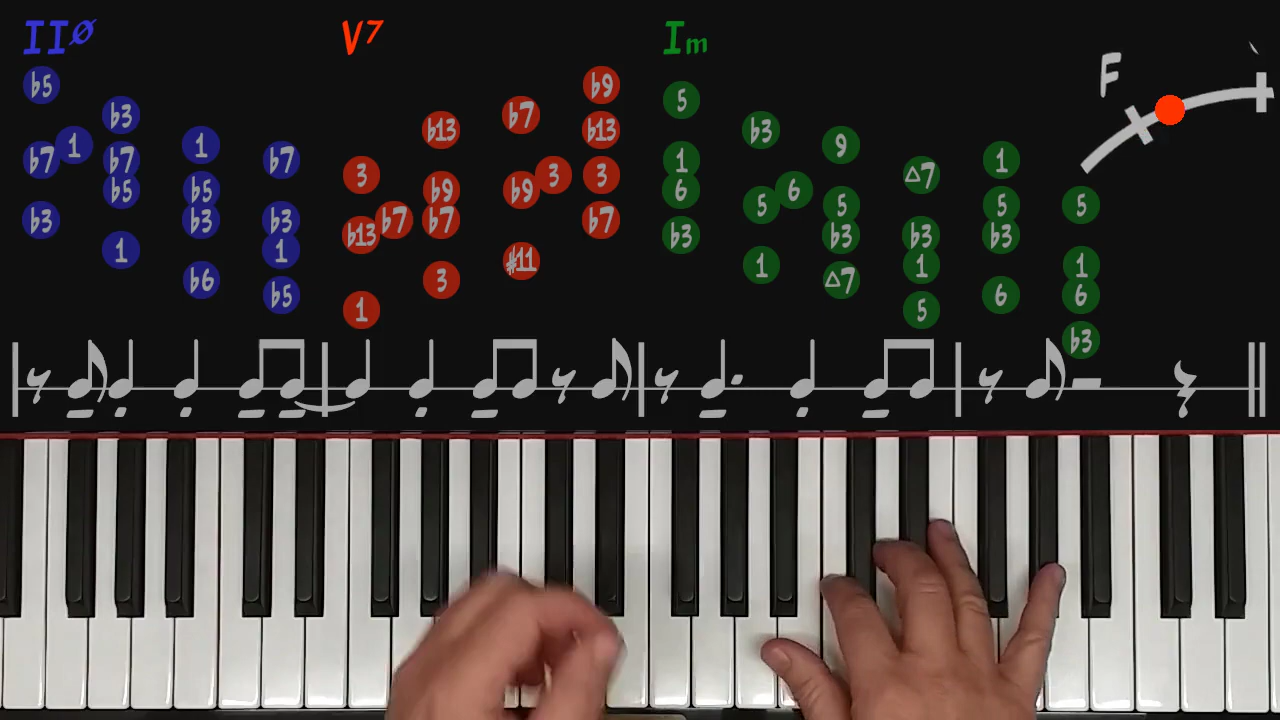 IIø V7 Im
F
b5 b7 1 b3
b3 b7 b5 1
1 b5 b3 b6
b7 b3 1 b5
3 b13 b7 1
b13 b9 b7 3
b7 b9 3 #11
b9 b13 3 b7
5 1 6 b3
b3 5 6 1
9 5 b3 △7
△7 b3 1 5
1 5 b3 6
5 1 6 b3